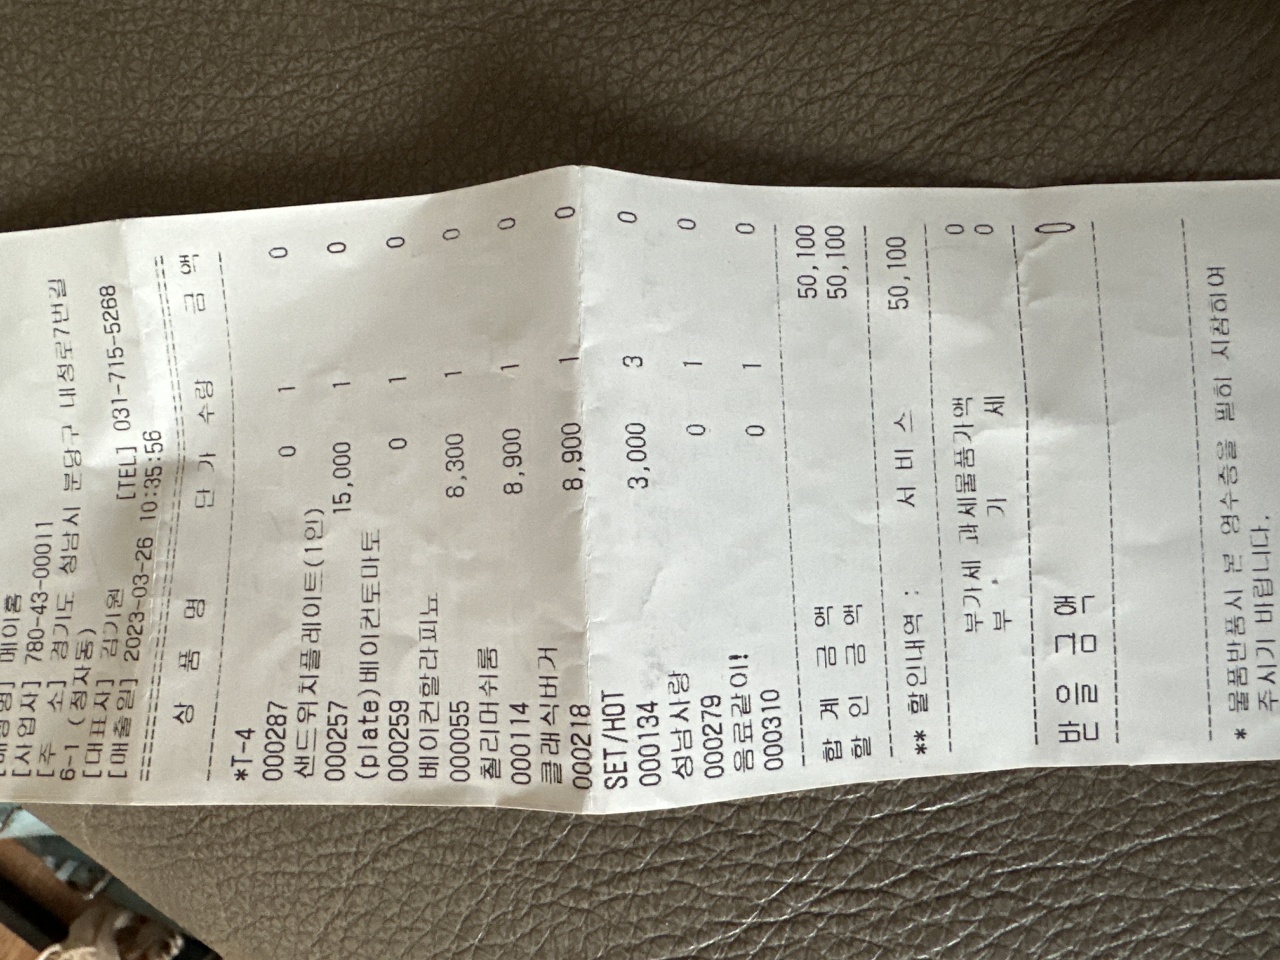 메이홈
[사업자] 780-43-00011
[주 소] 경기도 성남시 분당구 내정로7번길
6-1 (정자동)
[대표자] 김기원
[TEL] 031-715-5268
[매출일] 2023-03-26 10:35:56
상 품 명 단 가 수량 금 액
*T-4
000287 0 1 0
샌드위치플레이트(1인)
000257 15,000 1 0
(plate)베이컨토마토
000259 0 1 0
베이컨할라피뇨
000055 8,300 1 0
칠리머쉬룸
000114 8,900 1 0
클래식버거
000218 8,900 1 0
SET/HOT
000134 3,000 3 0
성남사랑
000279 0 1 0
음료같이!
000310 0 1 0
합 계 금 액 50,100
할 인 금 액 50,100
** 할인내역 : 서 비 스 50,100
부가세 과세물품가액 0
부 . 가 세 0
받을금액 0
* 물품반품시 본 영수증을 필히 지참하여
주시기 바랍니다.